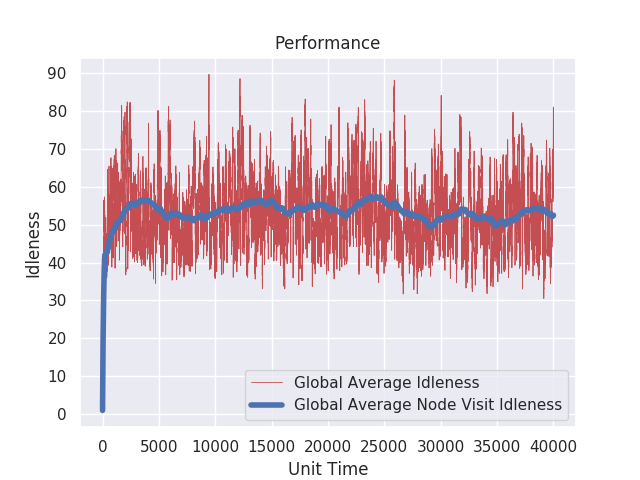 Performance
90
80
70
60
50
40
30
20
10
0
Idleness
Global Average Idleness
Global Average Node Visit Idleness
0 5000 10000 15000 20000 25000 30000 35000 40000
Unit Time